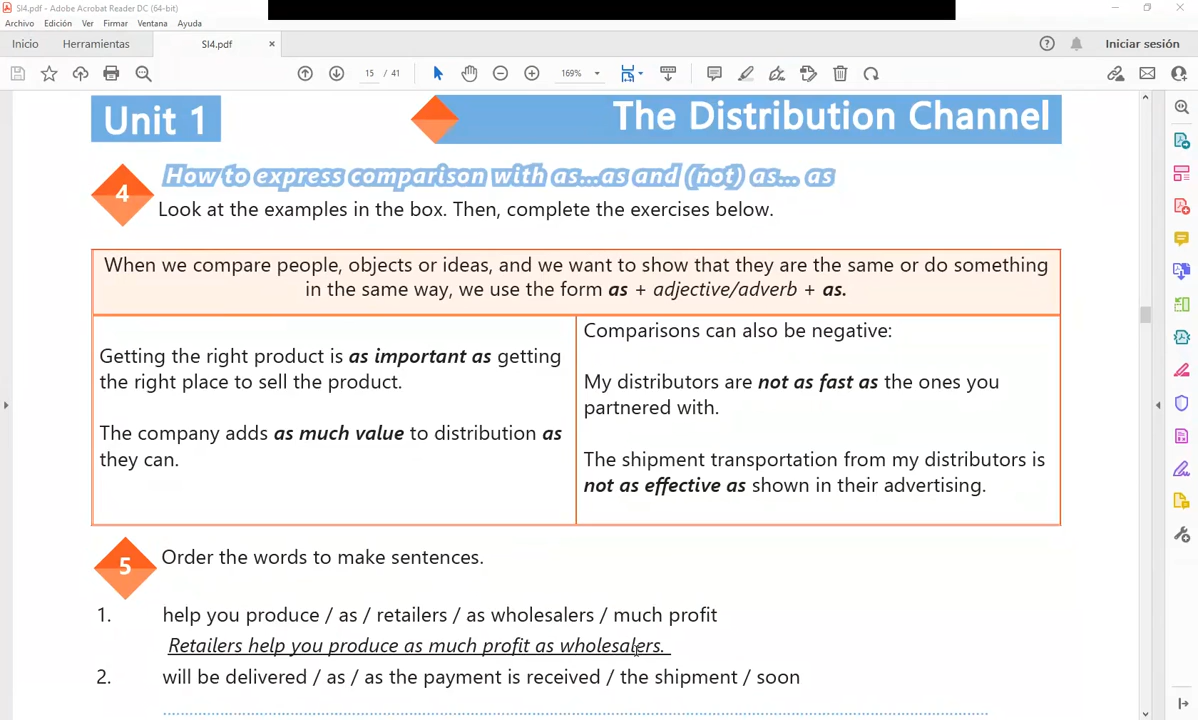 SI4.pdf - Adobe Acrobat Reader DC (64-bit)
Archivo Edición Ver Firmar Ventana Ayuda
Inicio Herramientas SI4.pdf × Iniciar sesión
15 / 41 169%
Unit 1 The Distribution Channel
4 How to express comparison with as...as and (not) as... as
Look at the examples in the box. Then, complete the exercises below.
When we compare people, objects or ideas, and we want to show that they are the same or do something
in the same way, we use the form as + adjective/adverb + as.
Getting the right product is as important as getting
the right place to sell the product.
The company adds as much value to distribution as
they can.
Comparisons can also be negative:
My distributors are not as fast as the ones you
partnered with.
The shipment transportation from my distributors is
not as effective as shown in their advertising.
5 Order the words to make sentences.
1. help you produce / as / retailers / as wholesalers / much profit
Retailers help you produce as much profit as wholesalers.
2. will be delivered / as / as the payment is received / the shipment / soon